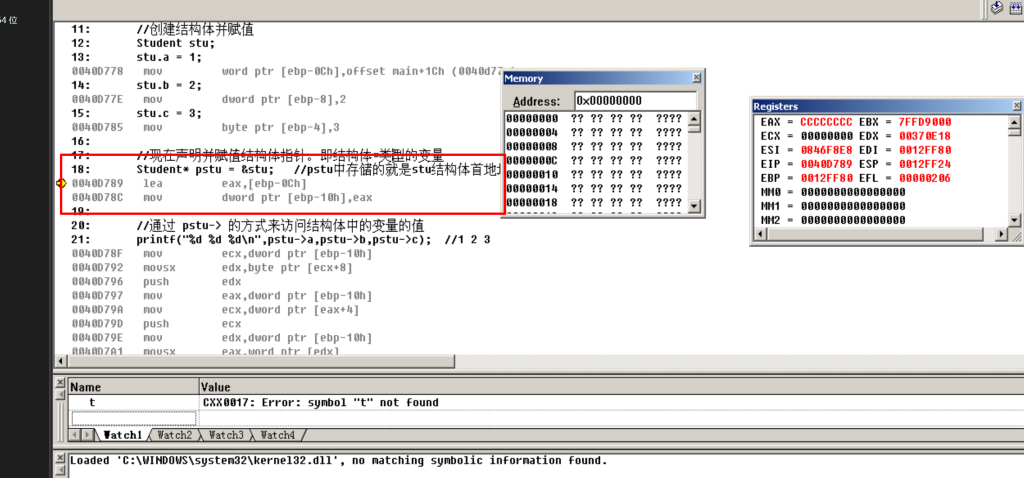 64 位
11: //创建结构体并赋值
12: Student stu;
13: stu.a = 1;
0040D778 mov word ptr [ebp-0Ch],offset main+1Ch (0040d77
14: stu.b = 2;
0040D77E mov dword ptr [ebp-8],2
15: stu.c = 3;
0040D785 mov byte ptr [ebp-4],3
16:
17: //现在声明并赋值结构体指针。即结构体*类型的变量
18: Student* pstu = &stu; //pstu中存储的就是stu结构体首地
0040D789 lea eax,[ebp-0Ch]
0040D78C mov dword ptr [ebp-10h],eax
19:
20: //通过 pstu-> 的方式来访问结构体中的变量的值
21: printf("%d %d %d\n",pstu->a,pstu->b,pstu->c); //1 2 3
0040D78F mov ecx,dword ptr [ebp-10h]
0040D792 movsx edx,byte ptr [ecx+8]
0040D796 push edx
0040D797 mov eax,dword ptr [ebp-10h]
0040D79A mov ecx,dword ptr [eax+4]
0040D79D push ecx
0040D79E mov edx,dword ptr [ebp-10h]
0040D7A1 movsx eax,word ptr [edx]
Memory
Address: 0x00000000
00000000 ?? ?? ?? ?? ????
00000004 ?? ?? ?? ?? ????
00000008 ?? ?? ?? ?? ????
0000000C ?? ?? ?? ?? ????
00000010 ?? ?? ?? ?? ????
00000014 ?? ?? ?? ?? ????
00000018 ?? ?? ?? ?? ????
Registers
EAX = CCCCCCCC EBX = 7FFD9000
ECX = 00000000 EDX = 00370E18
ESI = 0846F8E8 EDI = 0012FF80
EIP = 0040D789 ESP = 0012FF24
EBP = 0012FF80 EFL = 00000206
MM0 = 0000000000000000
MM1 = 0000000000000000
MM2 = 0000000000000000
Name Value
t CXX0017: Error: symbol "t" not found
Watch1 Watch2 Watch3 Watch4
Loaded 'C:\WINDOWS\system32\kernel32.dll', no matching symbolic information found.